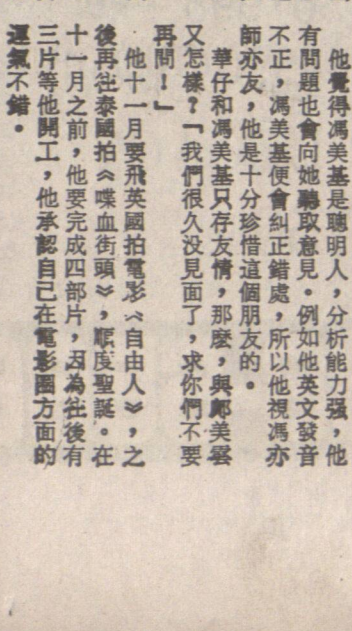 他覺得馮美基是聰明人，分析能力强，他
有問題也會向她聽取意見。例如他英文發音
不正，馮美基便會糾正錯處，所以他視馮亦
師亦友，他是十分珍惜這個朋友的。
華仔和馮美基只存友情，那麽，與鄺美雲
又怎樣？「我們很久没見面了，求你們不要
再問！」
他十一月要飛英國拍電影《自由人》，之
後再往泰國拍《喋血街頭》，順度聖誕。在
十一月之前，他要完成四部片，因為往後有
三片等他開工，他承認自己在電影圈方面的
運氣不錯。